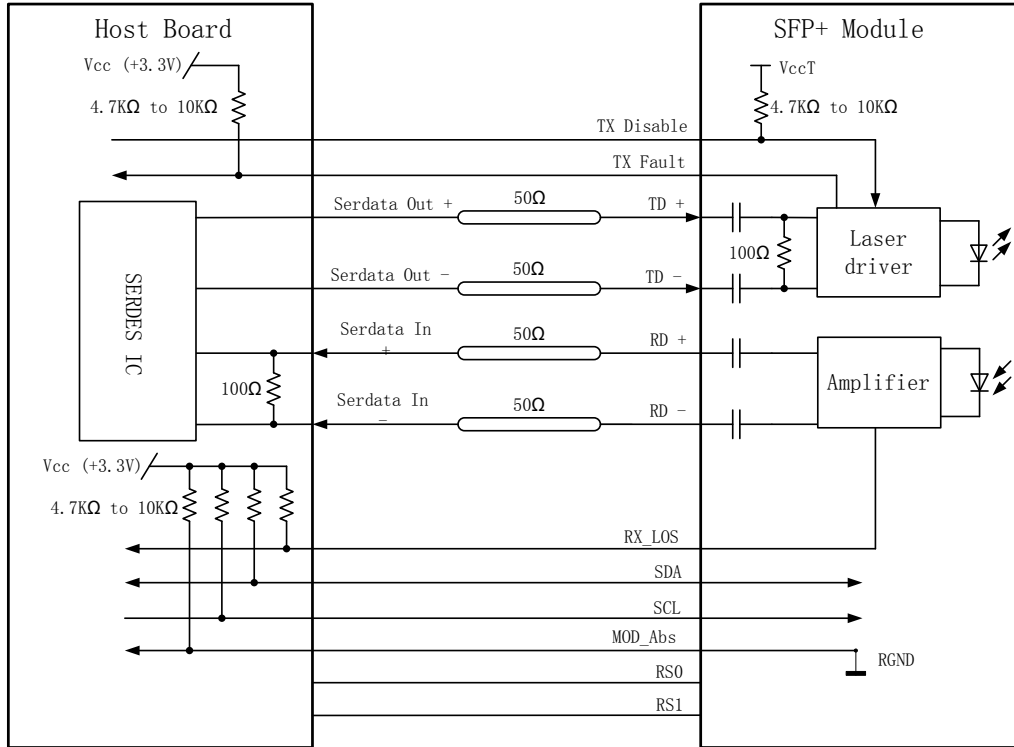 Host Board
SFP+ Module
Vcc (+3.3V)
VccT
4.7KΩ to 10KΩ
4.7KΩ to 10KΩ
TX Disable
TX Fault
Serdata Out +
50Ω
TD +
100Ω
Laser
driver
Serdata Out −
50Ω
TD −
SERDES IC
Serdata In
+
50Ω
RD +
100Ω
Amplifier
Serdata In
−
50Ω
RD −
Vcc (+3.3V)
4.7KΩ to 10KΩ
RX_LOS
SDA
SCL
MOD_Abs
RGND
RS0
RS1